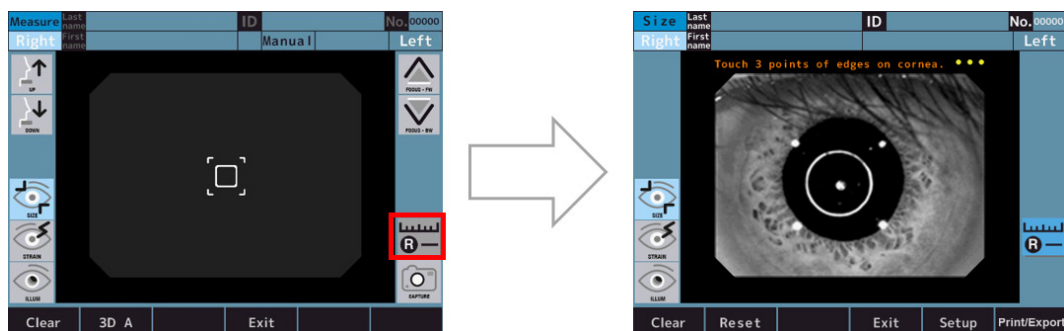 Measure Last name ID No. 00000
Right First name Manual Left
UP
FOCUS - FW
DOWN
FOCUS - BW
SIZE
STRAIN
R
ILLUM
CAPTURE
Clear 3D A Exit
Size Last name ID No. 00000
Right First name Left
Touch 3 points of edges on cornea.
SIZE
STRAIN
R
ILLUM
Clear Reset Exit Setup Print/Export